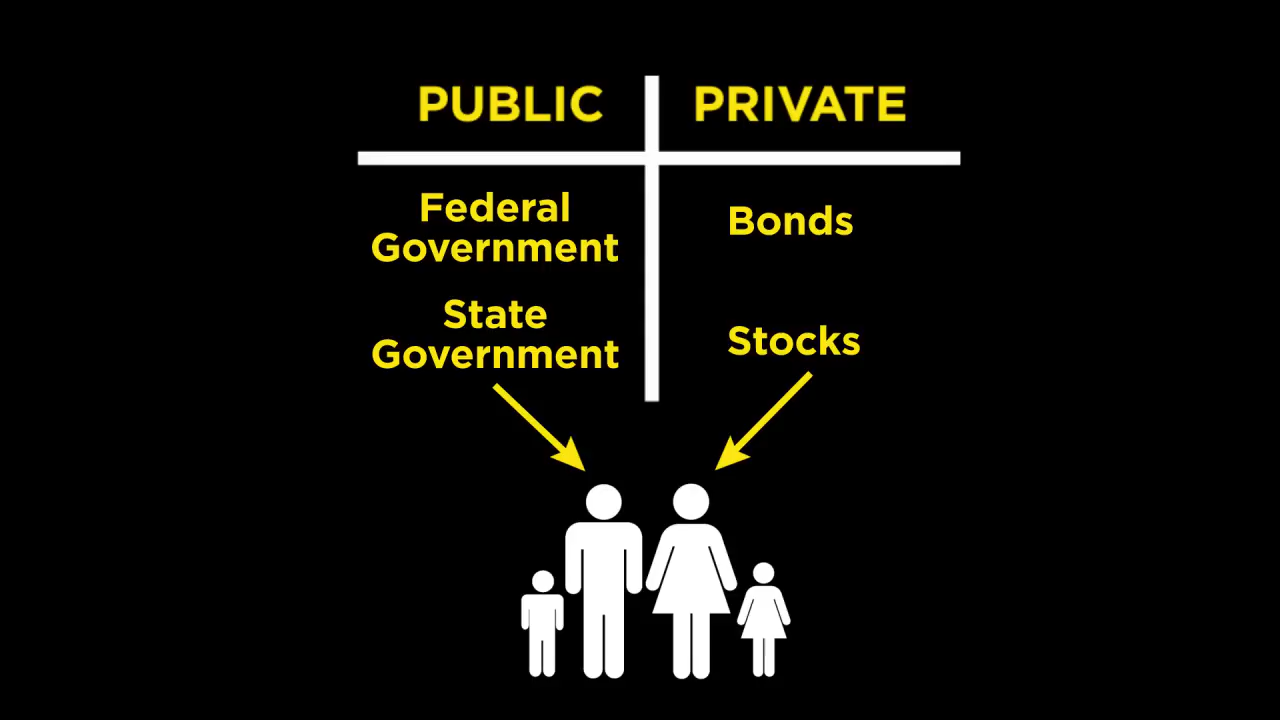 PUBLIC
PRIVATE
Federal
Government
State
Government
Bonds
Stocks